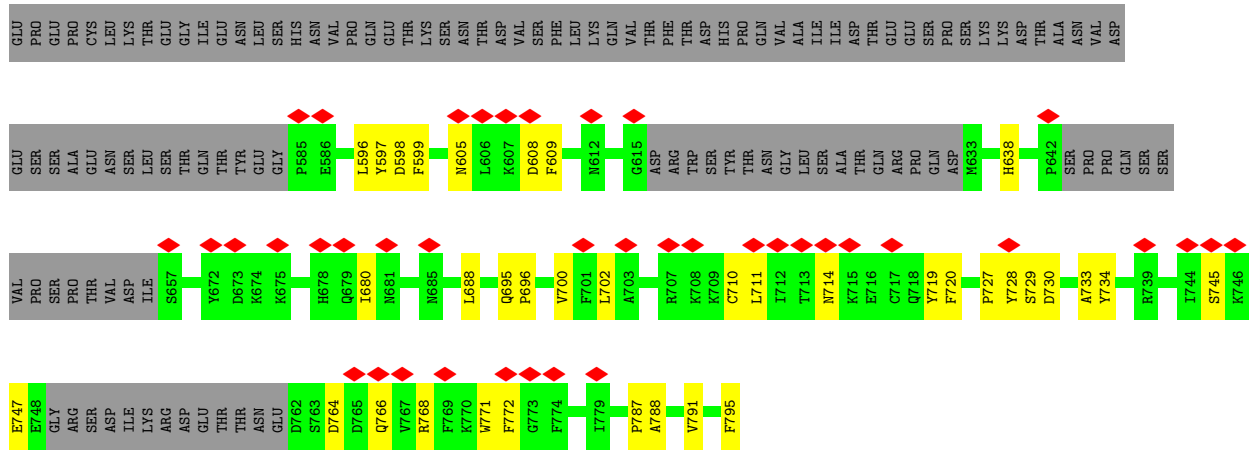 GLU PRO GLU PRO CYS LEU LYS THR GLU GLY ILE GLU ASN LEU SER HIS ASN VAL PRO GLN GLU THR LYS SER ASN THR ASP VAL SER PHE LEU LYS GLN VAL THR PHE THR ASP HIS PRO GLN VAL ALA ILE ILE ASP THR GLU GLU SER PRO SER LYS LYS ASP THR ALA ASN VAL ASP
GLU SER SER ALA GLU ASN SER LEU SER THR GLN THR TYR GLU GLY P585 E586 L596 Y597 D598 F599 N605 L606 K607 D608 F609 N612 G615 ASP ARG TRP SER TYR THR ASN GLY LEU SER ALA THR GLN ARG PRO GLN ASP M633 H638 P642 SER PRO PRO GLN SER SER
VAL PRO SER PRO THR VAL ASP ILE S657 Y672 D673 K674 K675 H678 Q679 I680 N681 N685 L688 Q695 P696 V700 F701 L702 A703 R707 K708 K709 C710 L711 I712 T713 N714 K715 E716 C717 Q718 Y719 F720 P727 Y728 S729 D730 A733 Y734 R739 I744 S745 K746
E747 E748 GLY ARG SER ASP ILE LYS ARG ASP GLU THR THR ASN GLU D762 S763 D764 D765 Q766 V767 R768 F769 K770 W771 F772 G773 F774 I779 P787 A788 V791 F795